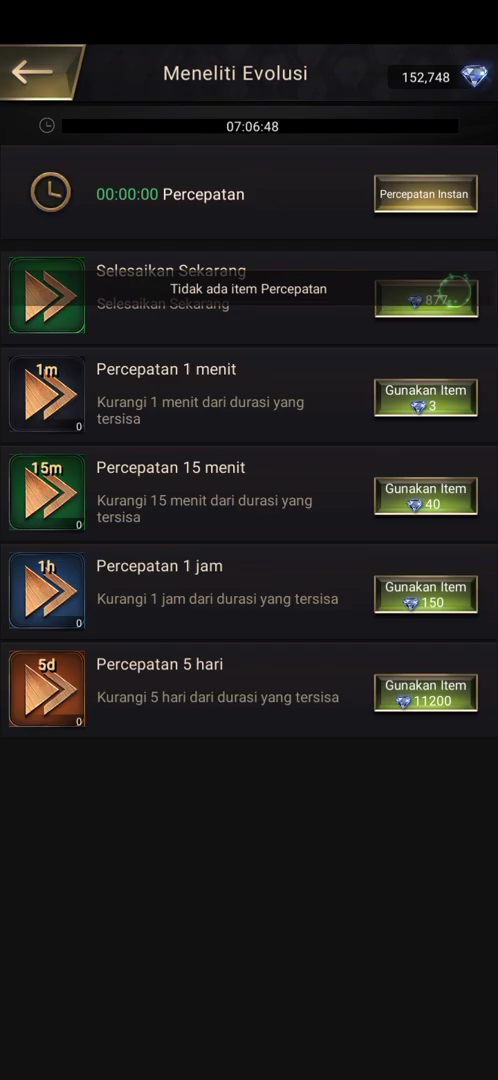 Meneliti Evolusi
152,748
07:06:48
00:00:00 Percepatan
Percepatan Instan
Selesaikan Sekarang
Tidak ada item Percepatan
Selesaikan Sekarang
877
1m
0
Percepatan 1 menit
Kurangi 1 menit dari durasi yang
tersisa
Gunakan Item
3
15m
0
Percepatan 15 menit
Kurangi 15 menit dari durasi yang
tersisa
Gunakan Item
40
1h
0
Percepatan 1 jam
Kurangi 1 jam dari durasi yang tersisa
Gunakan Item
150
5d
0
Percepatan 5 hari
Kurangi 5 hari dari durasi yang tersisa
Gunakan Item
11200